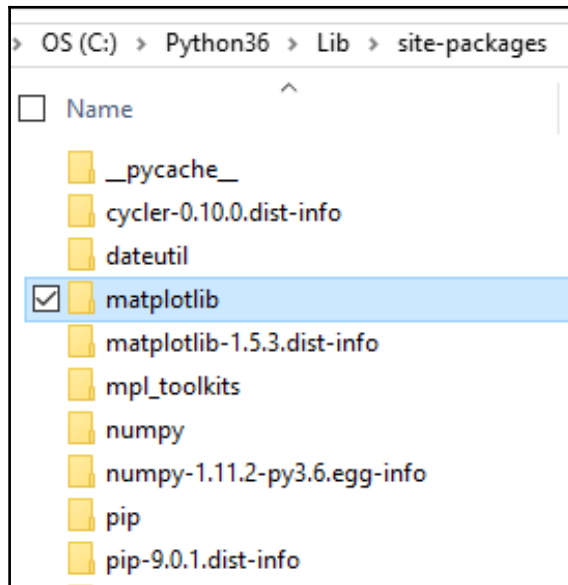 > OS (C:) > Python36 > Lib > site-packages
Name
__pycache__
cycler-0.10.0.dist-info
dateutil
matplotlib
matplotlib-1.5.3.dist-info
mpl_toolkits
numpy
numpy-1.11.2-py3.6.egg-info
pip
pip-9.0.1.dist-info